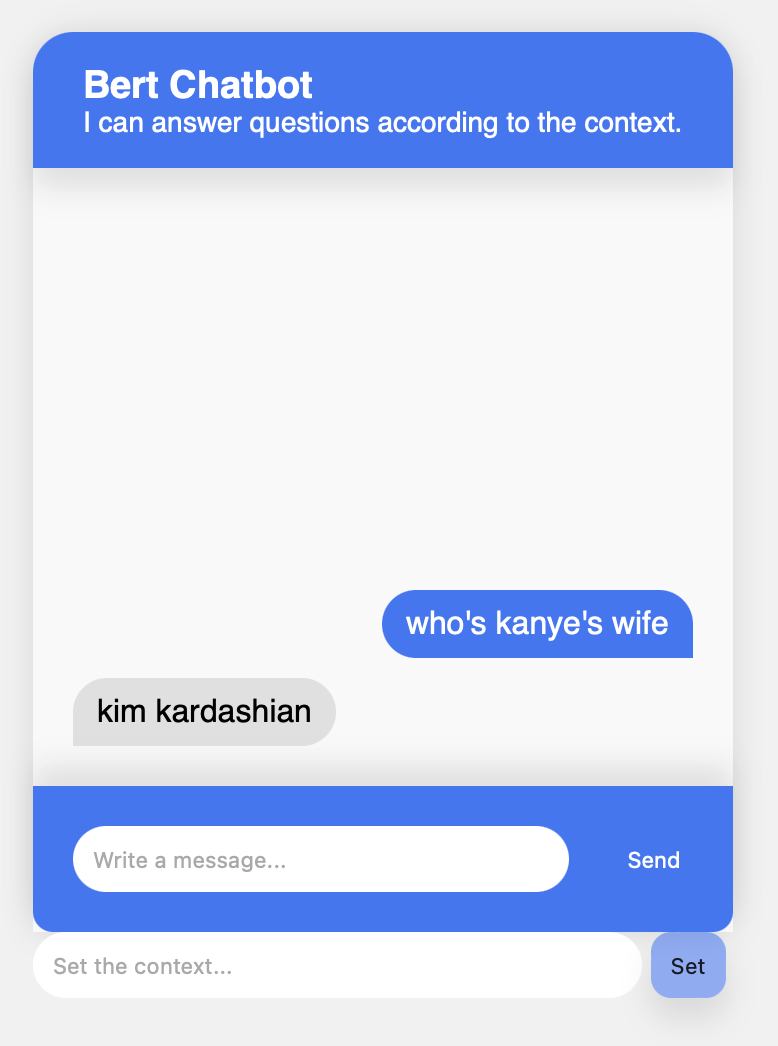 Bert Chatbot
I can answer questions according to the context.
who's kanye's wife
kim kardashian
Write a message...
Send
Set the context...
Set